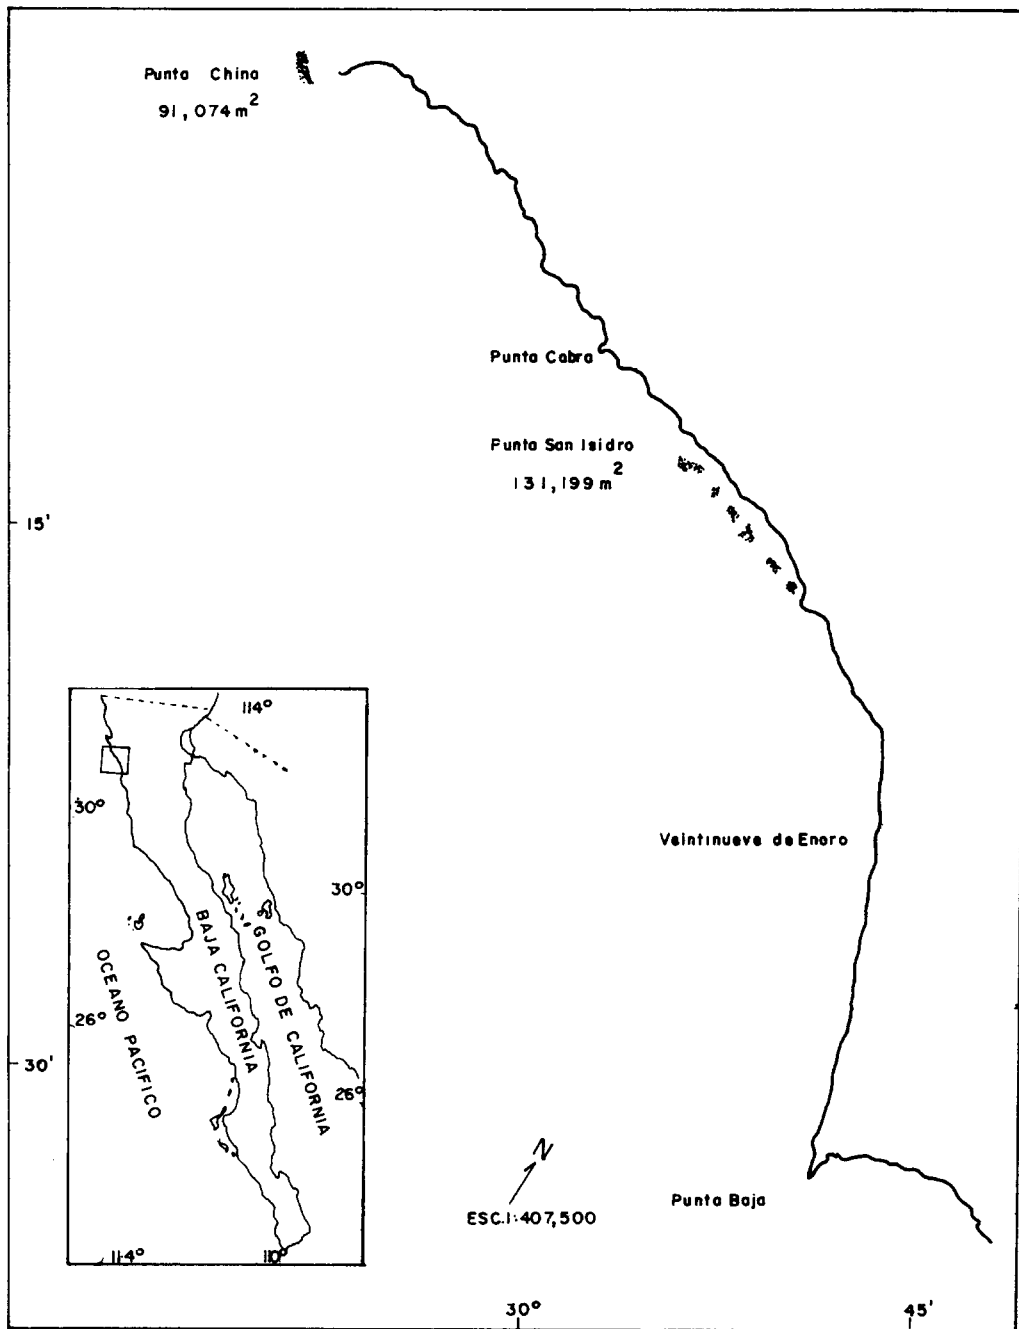 Punta China
91,074 m²
Punta Cabra
Punta San Isidro
131,199 m²
15'
114°
30°
Veintinueve de Enoro
30°
BAJA CALIFORNIA
GOLFO DE CALIFORNIA
OCEANO PACIFICO
26°
30'
26°
N
ESC.1:407,500
Punta Baja
114°
110°
30°
45'